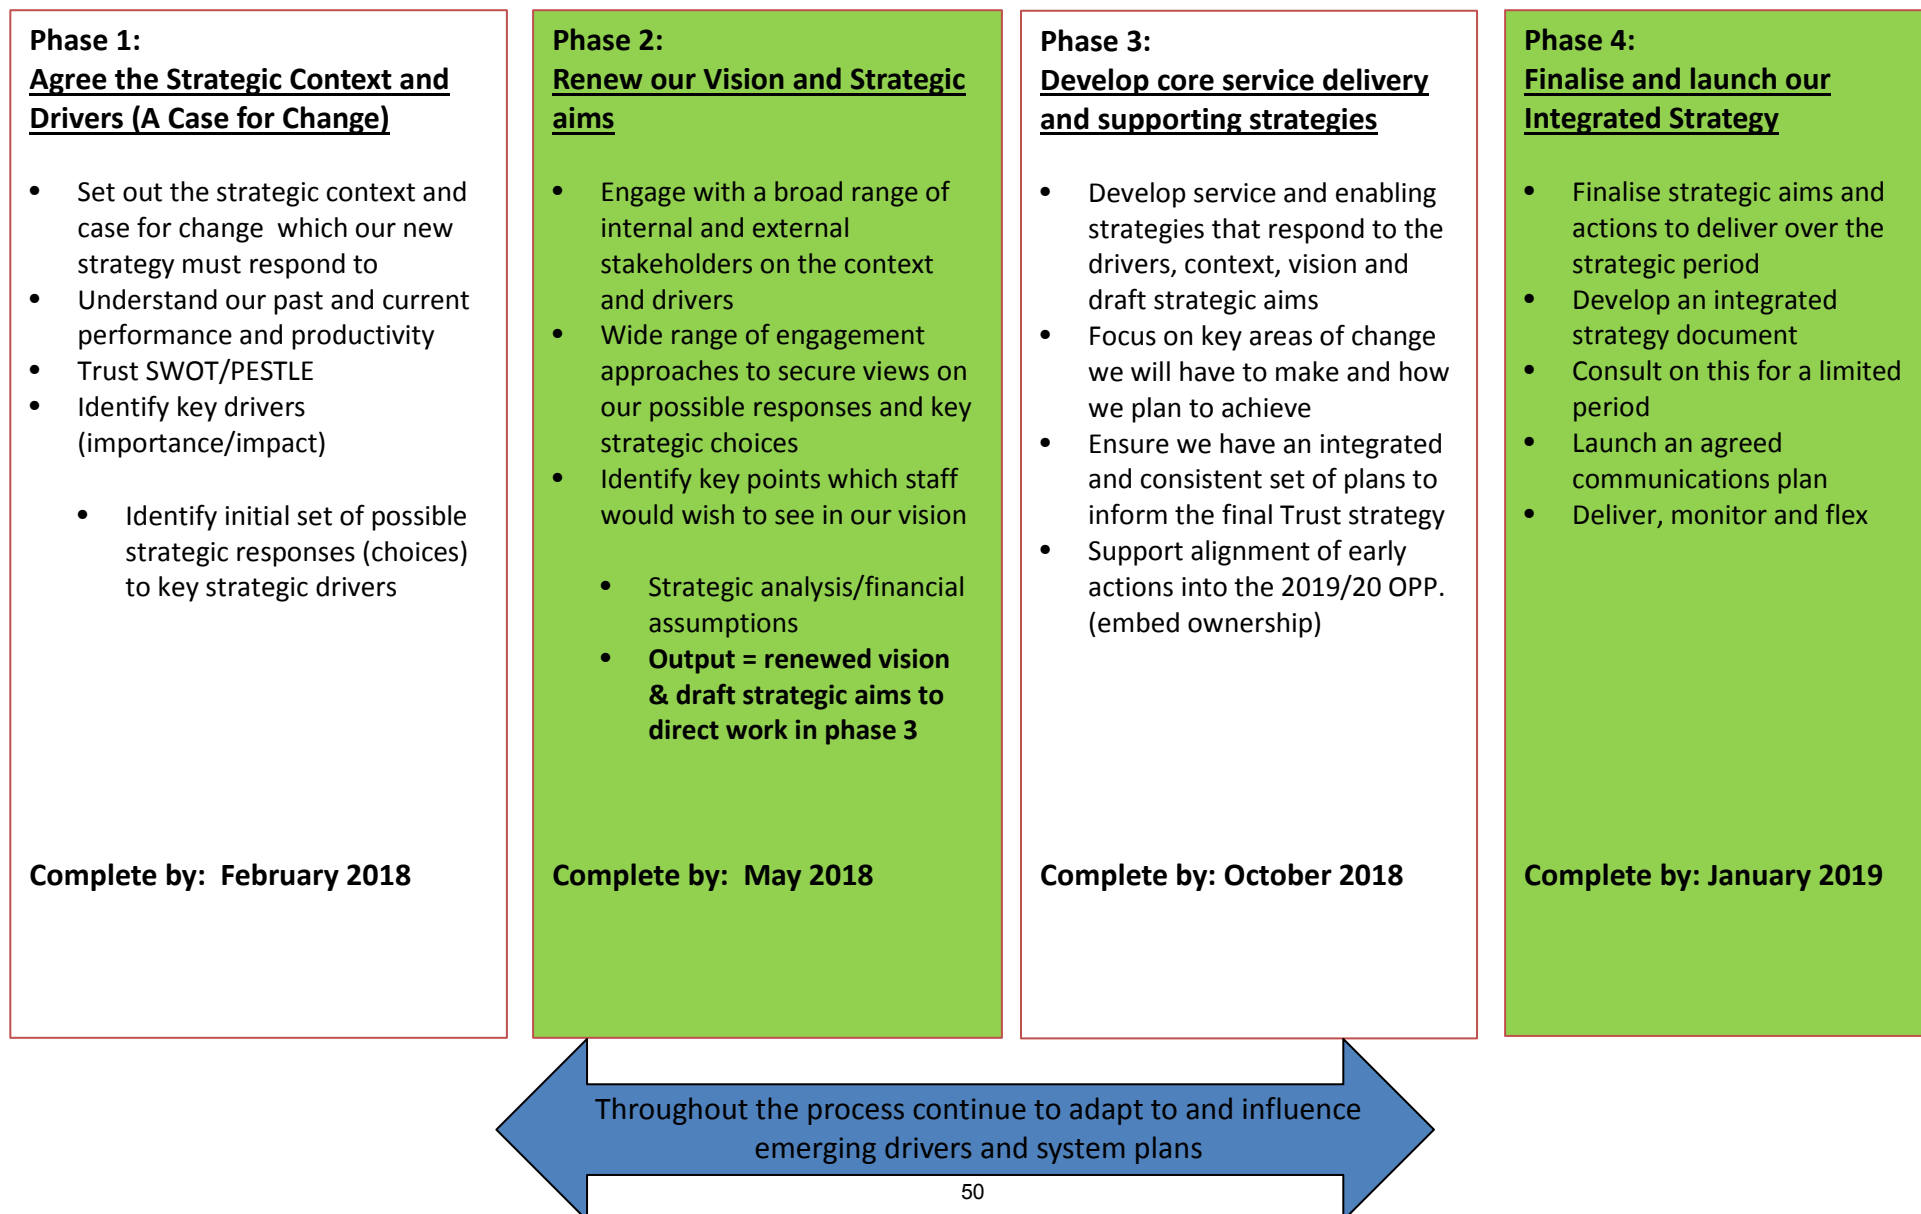 Phase 1:
Agree the Strategic Context and
Drivers (A Case for Change)
• Set out the strategic context and
case for change which our new
strategy must respond to
• Understand our past and current
performance and productivity
• Trust SWOT/PESTLE
• Identify key drivers
(importance/impact)
• Identify initial set of possible
strategic responses (choices)
to key strategic drivers
Complete by: February 2018
Phase 2:
Renew our Vision and Strategic
aims
• Engage with a broad range of
internal and external
stakeholders on the context
and drivers
• Wide range of engagement
approaches to secure views on
our possible responses and key
strategic choices
• Identify key points which staff
would wish to see in our vision
• Strategic analysis/financial
assumptions
• Output = renewed vision
& draft strategic aims to
direct work in phase 3
Complete by: May 2018
Phase 3:
Develop core service delivery
and supporting strategies
• Develop service and enabling
strategies that respond to the
drivers, context, vision and
draft strategic aims
• Focus on key areas of change
we will have to make and how
we plan to achieve
• Ensure we have an integrated
and consistent set of plans to
inform the final Trust strategy
• Support alignment of early
actions into the 2019/20 OPP.
(embed ownership)
Complete by: October 2018
Phase 4:
Finalise and launch our
Integrated Strategy
• Finalise strategic aims and
actions to deliver over the
strategic period
• Develop an integrated
strategy document
• Consult on this for a limited
period
• Launch an agreed
communications plan
• Deliver, monitor and flex
Complete by: January 2019
Throughout the process continue to adapt to and influence
emerging drivers and system plans
50